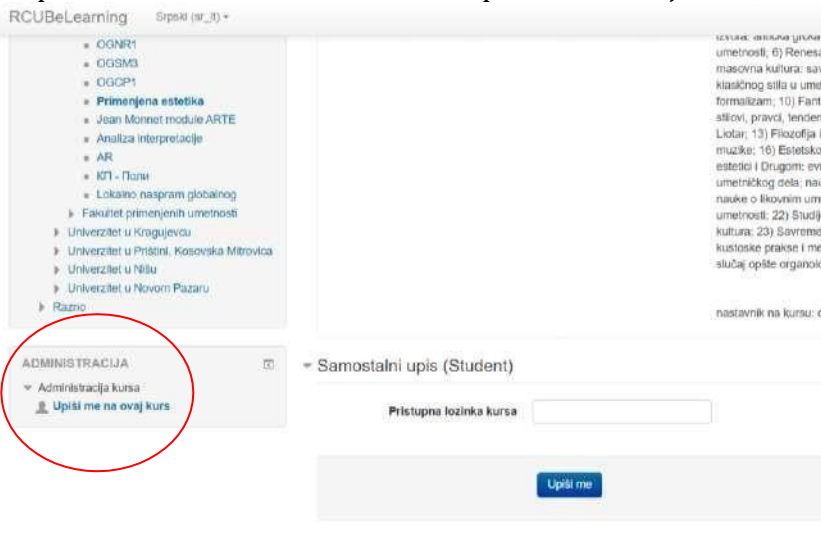 RCUBeLearning Srpski (sr_lt)
OGNR1
OGSM3
OGCP1
Primenjena estetika
Jean Monnet module ARTE
Analiza interpretacije
AR
КП - Попи
Lokalno naspram globalnog
Fakultet primenjenih umetnosti
Univerzitet u Kragujevcu
Univerzitet u Prištini, Kosovska Mitrovica
Univerzitet u Nišu
Univerzitet u Novom Pazaru
Razno
umetnosti; 6) Renesa
masovna kultura: sav
klasičnog stila u ume
formalizam; 10) Fant
stilovi, pravci, tenden
Liotar; 13) Filozofija i
muzike; 16) Estetsko
estetici i Drugom: ev
umetničkog dela; nau
nauke o likovnim ume
umetnosti; 22) Studij
kultura; 23) Savreme
kustoske prakse i me
slučaj opšte organolo
nastavnik na kursu: d
ADMINISTRACIJA
Administracija kursa
Upiši me na ovaj kurs
Samostalni upis (Student)
Pristupna lozinka kursa
Upiši me